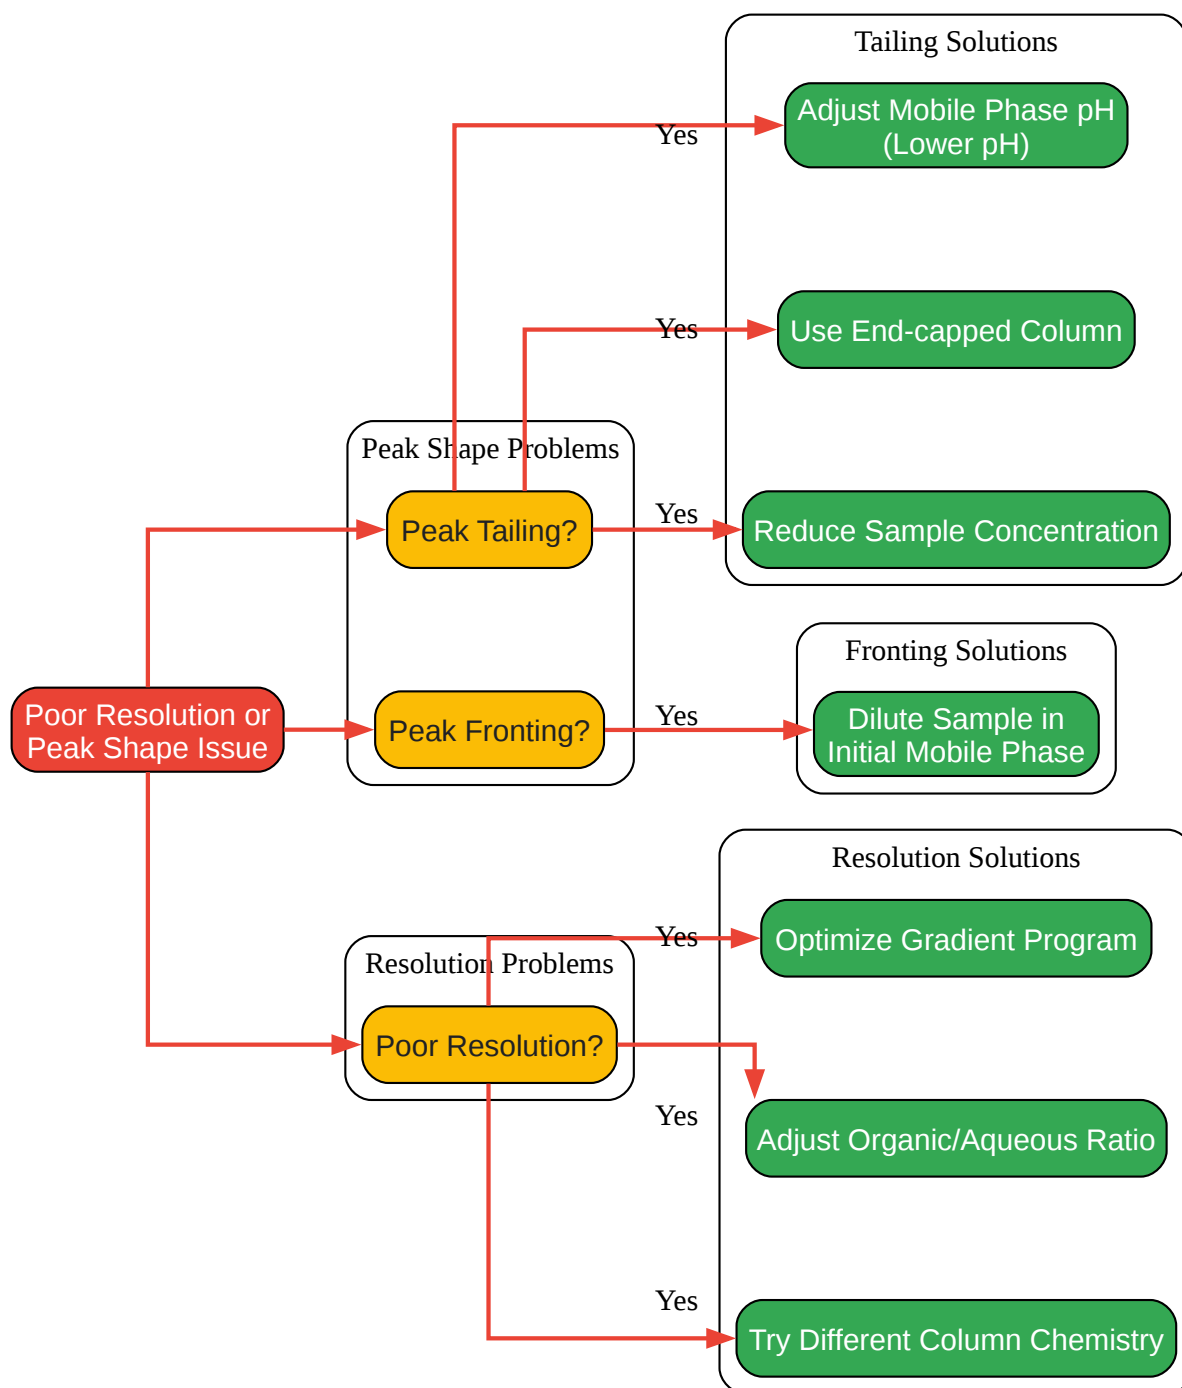 Tailing Solutions
Adjust Mobile Phase pH
(Lower pH)
Yes
Yes
Use End-capped Column
Peak Shape Problems
Peak Tailing?
Yes
Reduce Sample Concentration
Fronting Solutions
Poor Resolution or
Peak Shape Issue
Peak Fronting?
Yes
Dilute Sample in
Initial Mobile Phase
Resolution Solutions
Yes
Optimize Gradient Program
Resolution Problems
Poor Resolution?
Yes
Adjust Organic/Aqueous Ratio
Yes
Try Different Column Chemistry